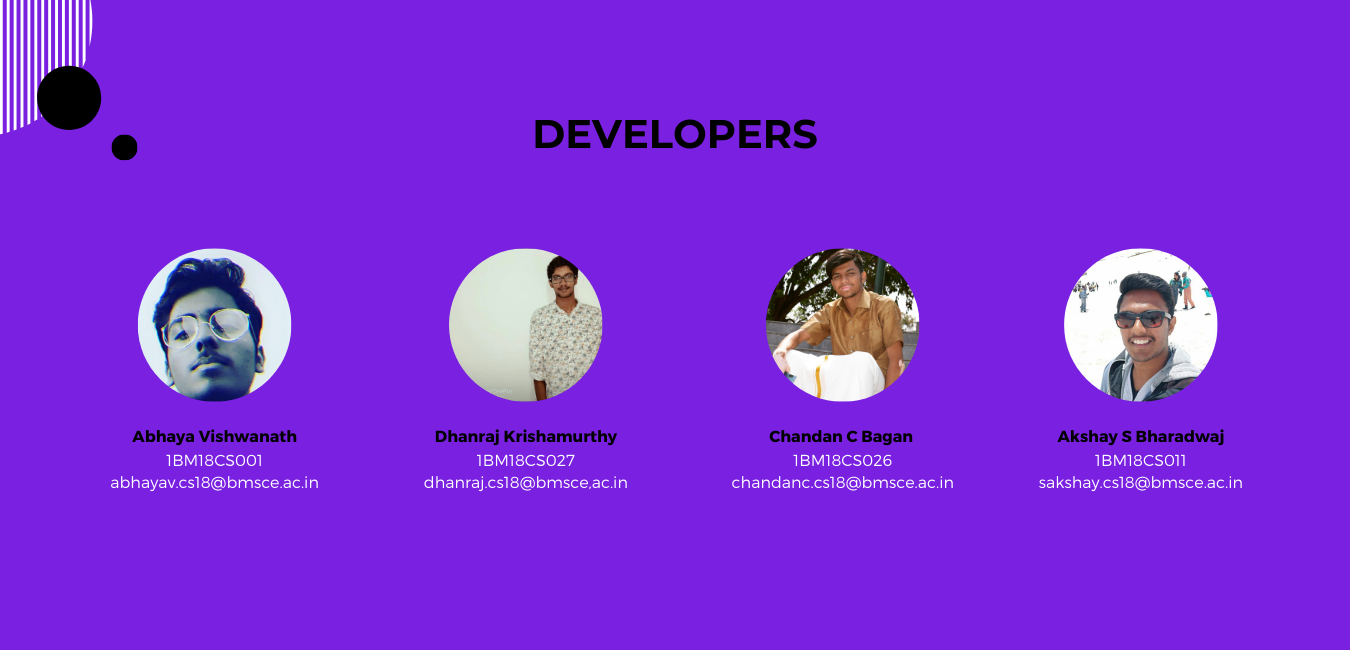 DEVELOPERS
Abhaya Vishwanath
1BM18CS001
abhayav.cs18@bmsce.ac.in
Dhanraj Krishamurthy
1BM18CS027
dhanraj.cs18@bmsce,ac.in
Chandan C Bagan
1BM18CS026
chandanc.cs18@bmsce.ac.in
Akshay S Bharadwaj
1BM18CS011
sakshay.cs18@bmsce.ac.in